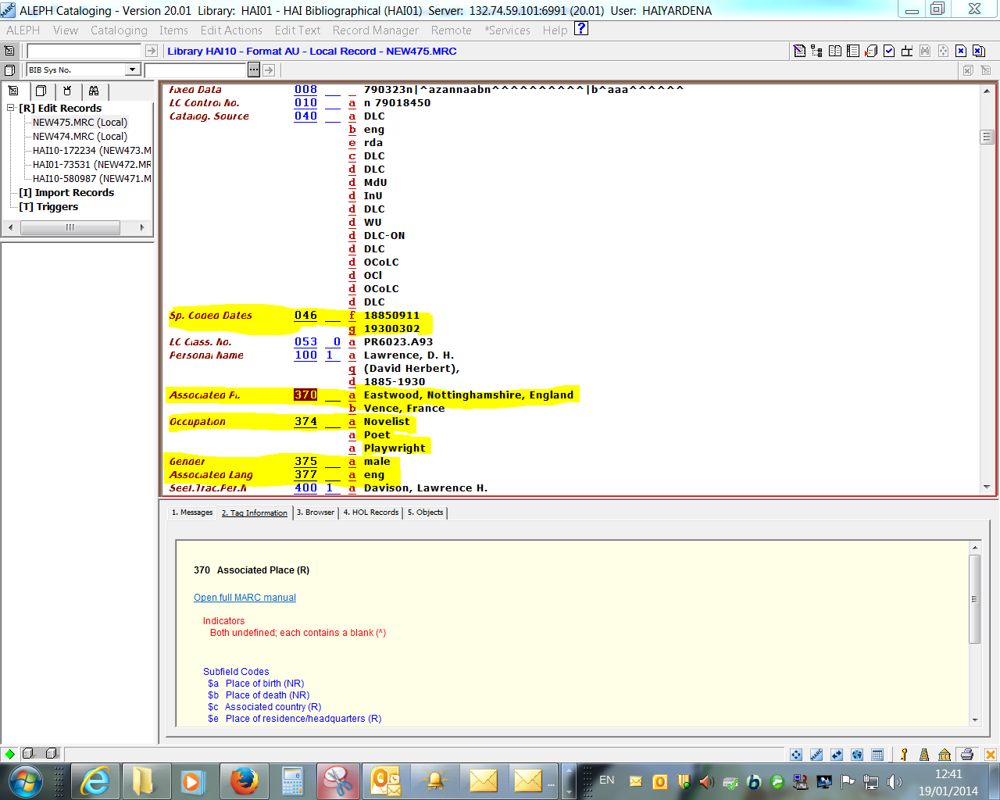 ALEPH Cataloging - Version 20.01 Library: HAI01 - HAI Bibliographical (HAI01) Server: 132.74.59.101:6991 (20.01) User: HAIYARDENA
ALEPH View Cataloging Items Edit Actions Edit Text Record Manager Remote *Services Help ?
Library HAI10 - Format AU - Local Record - NEW475.MRC
BIB Sys No.
[R] Edit Records
NEW475.MRC (Local)
NEW474.MRC (Local)
HAI10-172234 (NEW473.M
HAI01-73531 (NEW472.MR
HAI10-580987 (NEW471.M
[I] Import Records
[T] Triggers
Fixed Data 008 790323n|^azannaabn^^^^^^^^^^|b^aaa^^^^^^
LC Control No. 010 a n 79018450
Catalog. Source 040 a DLC
b eng
e rda
c DLC
d DLC
d MdU
d InU
d DLC
d WU
d DLC-ON
d DLC
d OCoLC
d OCl
d OCoLC
d DLC
Sp. Coded Dates 046 f 18850911
g 19300302
LC Class. No. 053 0 a PR6023.A93
Personal Name 100 1 a Lawrence, D. H.
q (David Herbert),
d 1885-1930
Associated Pl. 370 a Eastwood, Nottinghamshire, England
b Vence, France
Occupation 374 a Novelist
a Poet
a Playwright
Gender 375 a male
Associated Lang 377 a eng
Seef.Trac.Per.N 400 1 a Davison, Lawrence H.
1. Messages 2. Tag Information 3. Browser 4. HOL Records 5. Objects
370 Associated Place (R)
Open full MARC manual
Indicators
Both undefined; each contains a blank (^)
Subfield Codes
$a Place of birth (NR)
$b Place of death (NR)
$c Associated country (R)
$e Place of residence/headquarters (R)
EN
12:41
19/01/2014